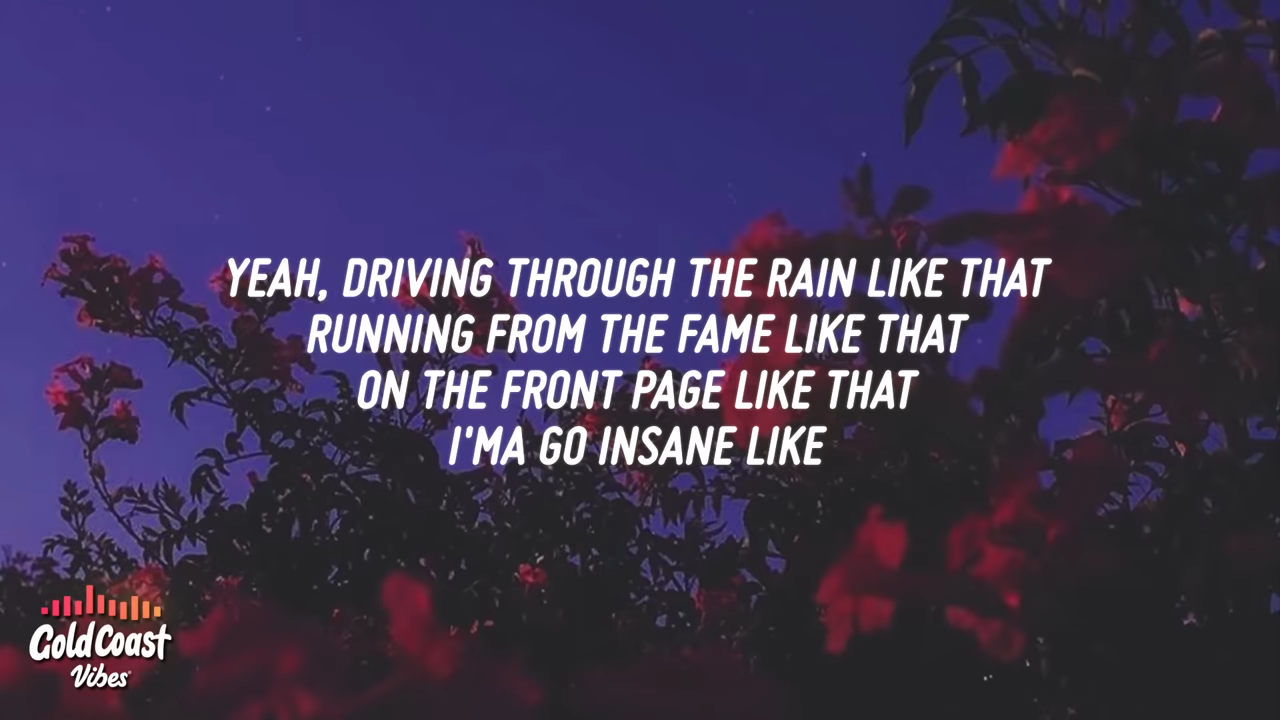 YEAH, DRIVING THROUGH THE RAIN LIKE THAT
RUNNING FROM THE FAME LIKE THAT
ON THE FRONT PAGE LIKE THAT
I'MA GO INSANE LIKE
Gold Coast
Vibes